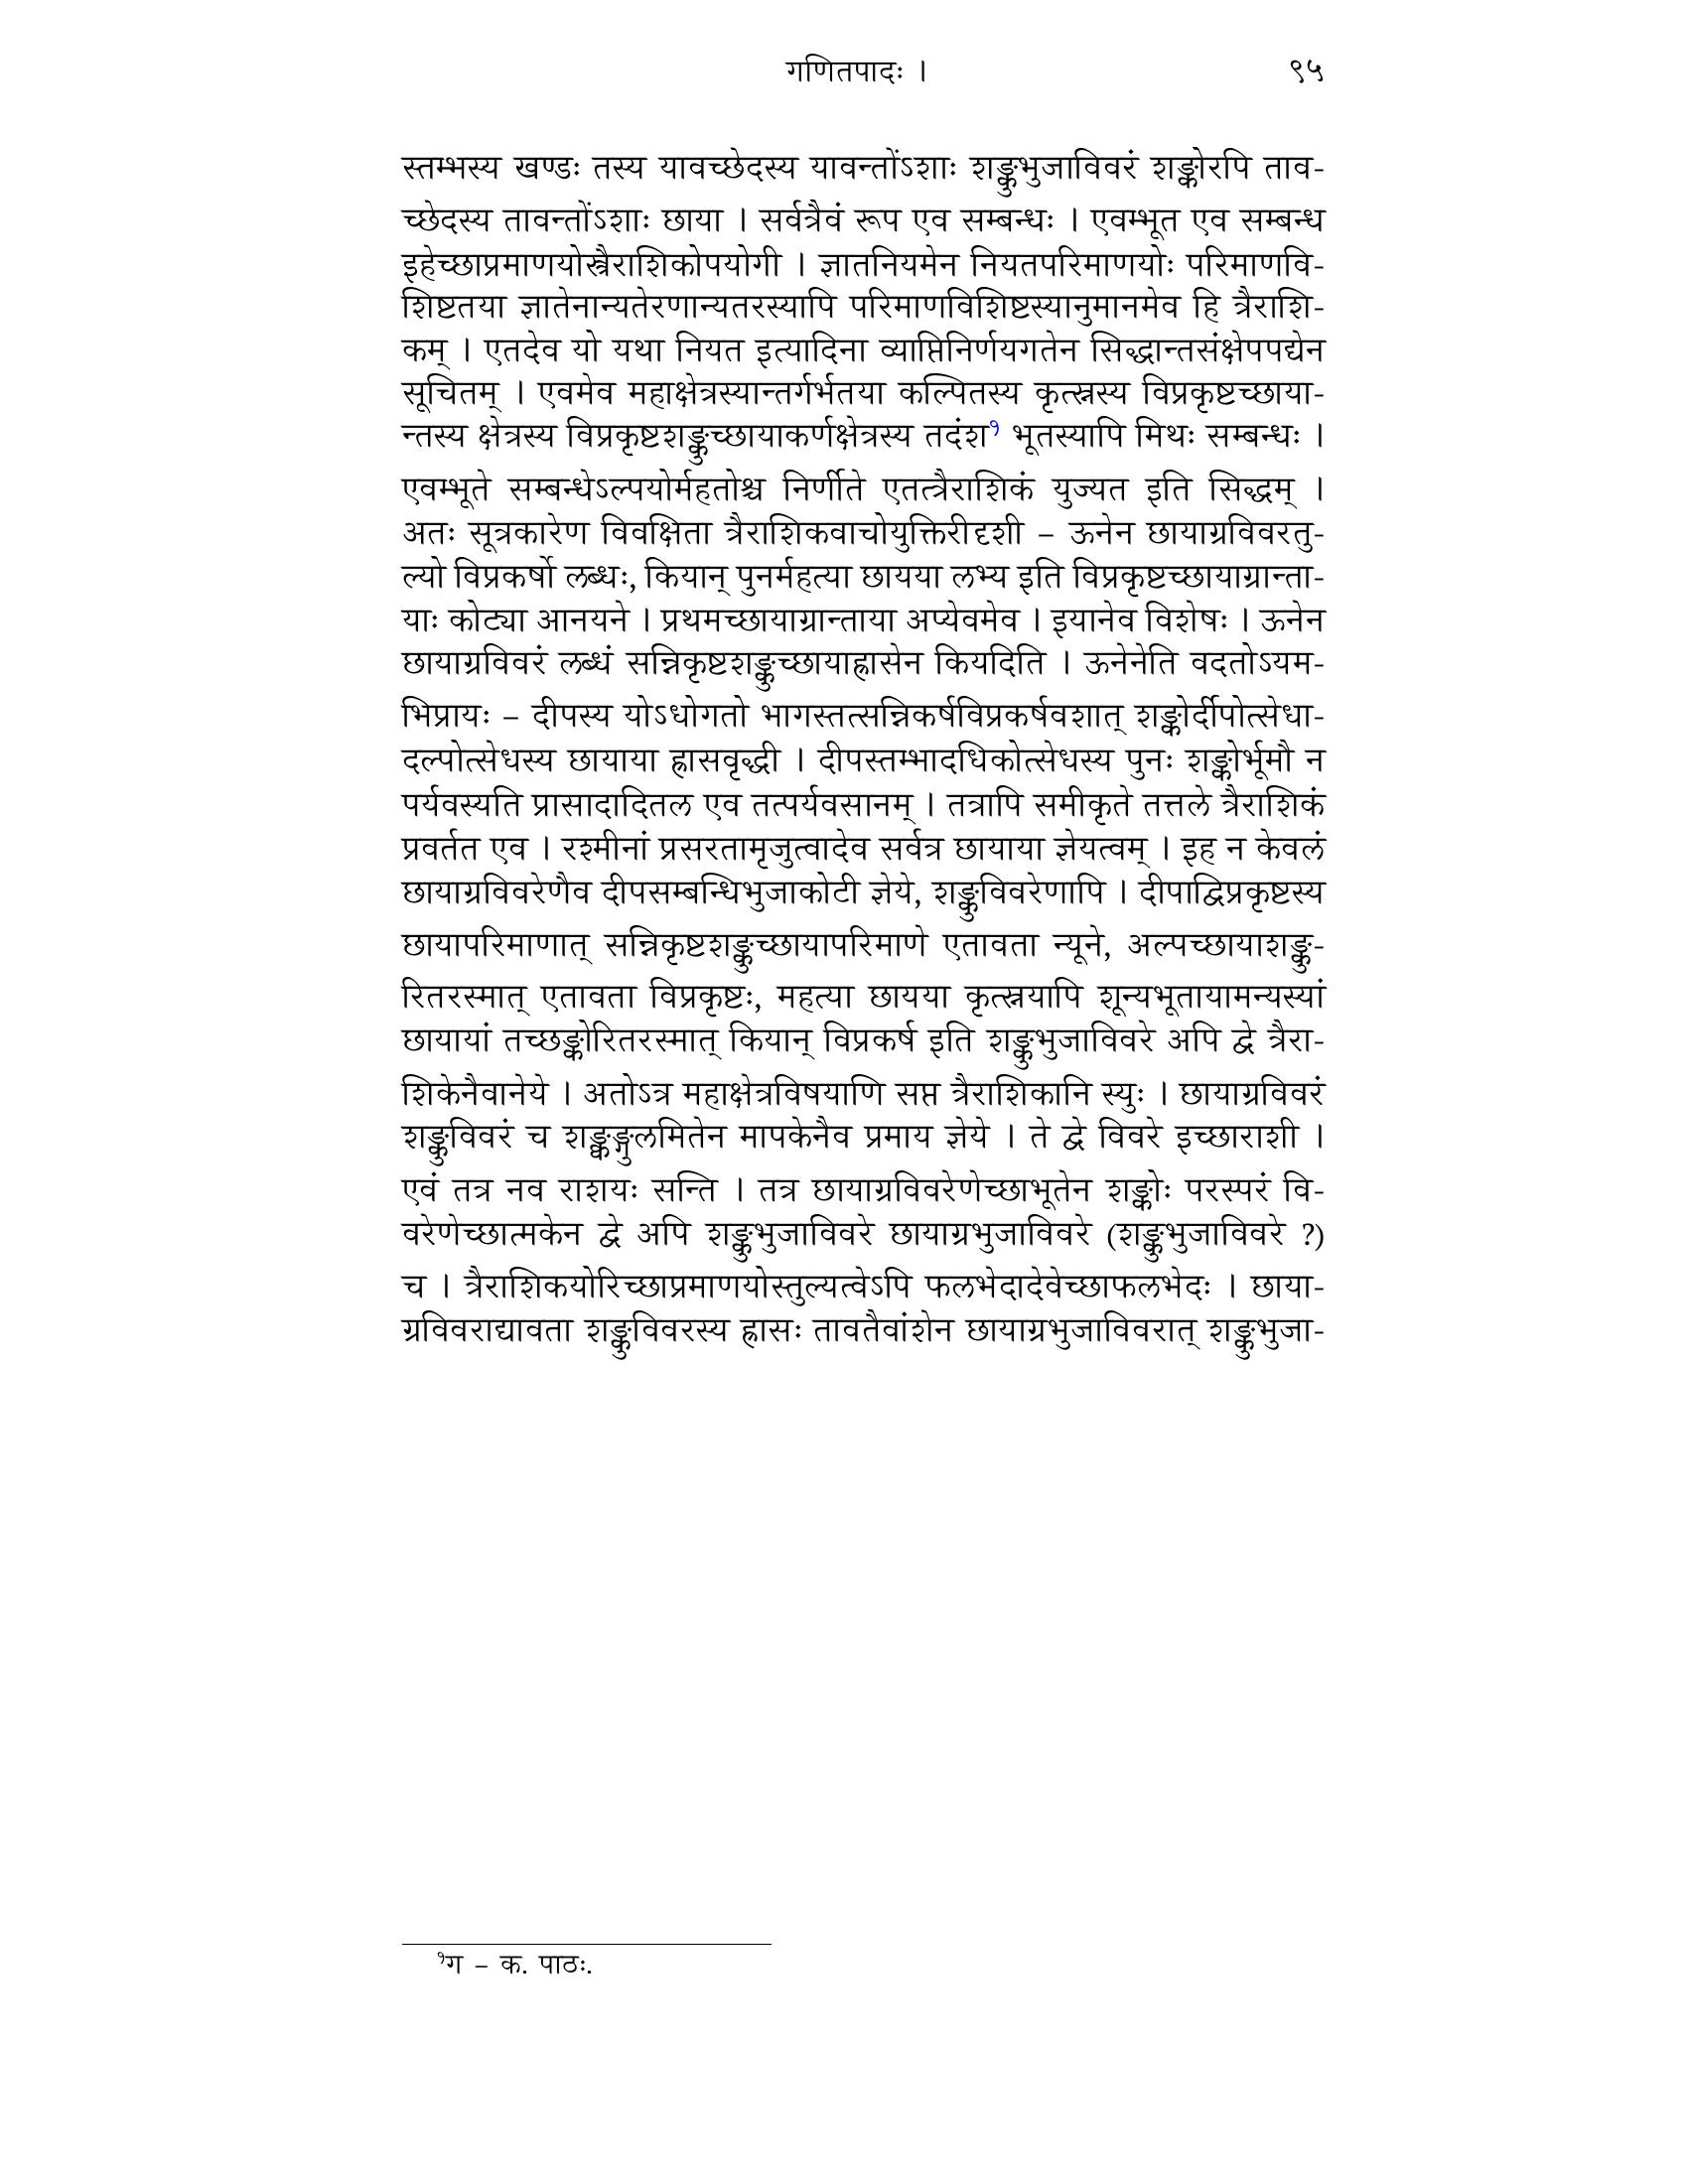 गणितपादः । ९५
स्तम्भस्य खण्डः तस्य यावच्छेदस्य यावन्तोंऽशाः शङ्कुभुजाविवरं शङ्कोरपि ताव-
च्छेदस्य तावन्तोंऽशाः छाया । सर्वत्रैवं रूप एव सम्बन्धः । एवम्भूत एव सम्बन्ध
इहेच्छाप्रमाणयोस्त्रैराशिकोपयोगी । ज्ञातनियमेन नियतपरिमाणयोः परिमाणवि-
शिष्टतया ज्ञातेनान्यतेरणान्यतरस्यापि परिमाणविशिष्टस्यानुमानमेव हि त्रैराशि-
कम् । एतदेव यो यथा नियत इत्यादिना व्याप्तिनिर्णयगतेन सिद्धान्तसंक्षेपपद्येन
सूचितम् । एवमेव महाक्षेत्रस्यान्तर्गर्भतया कल्पितस्य कृत्स्नस्य विप्रकृष्टच्छाया-
न्तस्य क्षेत्रस्य विप्रकृष्टशङ्कुच्छायाकर्णक्षेत्रस्य तदंश१ भूतस्यापि मिथः सम्बन्धः ।
एवम्भूते सम्बन्धेऽल्पयोर्महतोश्च निर्णीते एतत्त्रैराशिकं युज्यत इति सिद्धम् ।
अतः सूत्रकारेण विवक्षिता त्रैराशिकवाचोयुक्तिरीदृशी – ऊनेन छायाग्रविवरतु-
ल्यो विप्रकर्षो लब्धः, कियान् पुनर्महत्या छायया लभ्य इति विप्रकृष्टच्छायाग्रान्ता-
याः कोट्या आनयने । प्रथमच्छायाग्रान्ताया अप्येवमेव । इयानेव विशेषः । ऊनेन
छायाग्रविवरं लब्धं सन्निकृष्टशङ्कुच्छायाह्रासेन कियदिति । ऊनेनेति वदतोऽयम-
भिप्रायः – दीपस्य योऽधोगतो भागस्तत्सन्निकर्षविप्रकर्षवशात् शङ्कोर्दीपोत्सेधा-
दल्पोत्सेधस्य छायाया ह्रासवृद्धी । दीपस्तम्भादधिकोत्सेधस्य पुनः शङ्कोर्भूमौ न
पर्यवस्यति प्रासादादितल एव तत्पर्यवसानम् । तत्रापि समीकृते तत्तले त्रैराशिकं
प्रवर्तत एव । रश्मीनां प्रसरतामृजुत्वादेव सर्वत्र छायाया ज्ञेयत्वम् । इह न केवलं
छायाग्रविवरेणैव दीपसम्बन्धिभुजाकोटी ज्ञेये, शङ्कुविवरेणापि । दीपाद्विप्रकृष्टस्य
छायापरिमाणात् सन्निकृष्टशङ्कुच्छायापरिमाणे एतावता न्यूने, अल्पच्छायाशङ्कु-
रितरस्मात् एतावता विप्रकृष्टः, महत्या छायया कृत्स्नयापि शून्यभूतायामन्यस्यां
छायायां तच्छङ्कोरितरस्मात् कियान् विप्रकर्ष इति शङ्कुभुजाविवरे अपि द्वे त्रैरा-
शिकेनैवानेये । अतोऽत्र महाक्षेत्रविषयाणि सप्त त्रैराशिकानि स्युः । छायाग्रविवरं
शङ्कुविवरं च शङ्क्वङ्गुलमितेन मापकेनैव प्रमाय ज्ञेये । ते द्वे विवरे इच्छाराशी ।
एवं तत्र नव राशयः सन्ति । तत्र छायाग्रविवरेणेच्छाभूतेन शङ्कोः परस्परं वि-
वरेणेच्छात्मकेन द्वे अपि शङ्कुभुजाविवरे छायाग्रभुजाविवरे (शङ्कुभुजाविवरे ?)
च । त्रैराशिकयोरिच्छाप्रमाणयोस्तुल्यत्वेऽपि फलभेदादेवेच्छाफलभेदः । छाया-
ग्रविवराद्यावता शङ्कुविवरस्य ह्रासः तावतैवांशेन छायाग्रभुजाविवरात् शङ्कुभुजा-
१ग – क. पाठः.